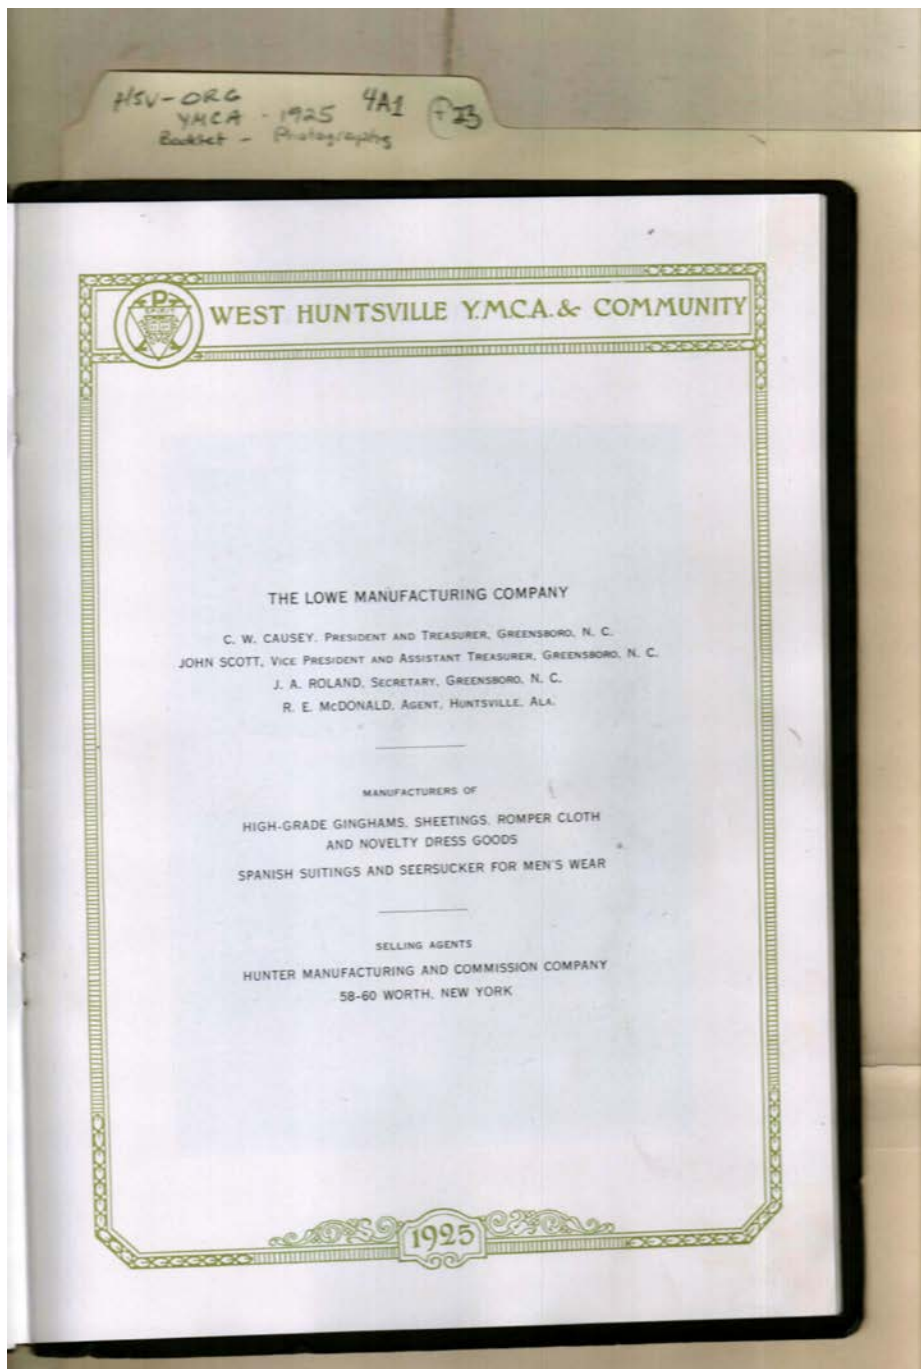 HSV-ORG 4A1
YMCA - 1925
Booklet - Photographs
WEST HUNTSVILLE Y.M.C.A. & COMMUNITY
THE LOWE MANUFACTURING COMPANY
C. W. CAUSEY, PRESIDENT AND TREASURER, GREENSBORO, N. C.
JOHN SCOTT, VICE PRESIDENT AND ASSISTANT TREASURER, GREENSBORO, N. C.
J. A. ROLAND, SECRETARY, GREENSBORO, N. C.
R. E. McDONALD, AGENT, HUNTSVILLE, ALA.
MANUFACTURERS OF
HIGH-GRADE GINGHAMS, SHEETINGS, ROMPER CLOTH
AND NOVELTY DRESS GOODS
SPANISH SUITINGS AND SEERSUCKER FOR MEN'S WEAR
SELLING AGENTS
HUNTER MANUFACTURING AND COMMISSION COMPANY
58-60 WORTH, NEW YORK
1925